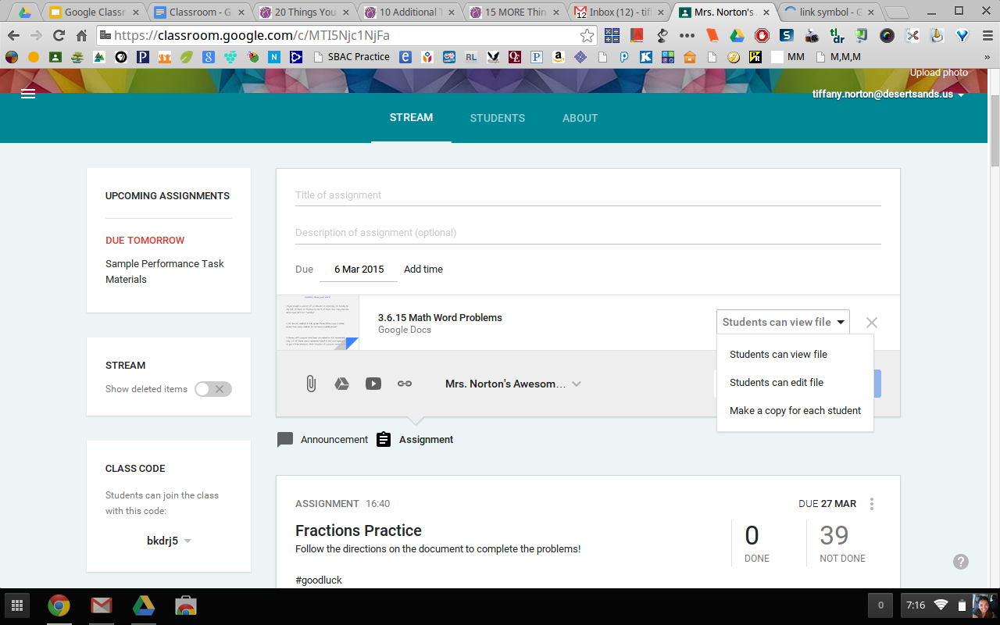 Google Classr
Classroom - G
20 Things You
10 Additional T
15 MORE Thin
12
Inbox (12) - tif
Mrs. Norton's
link symbol - G
https://classroom.google.com/c/MTI5Njc1NjFa
tl;dr
SBAC Practice
RL
MM
M,M,M
»
Upload photo
tiffany.norton@desertsands.us
STREAM
STUDENTS
ABOUT
UPCOMING ASSIGNMENTS
DUE TOMORROW
Sample Performance Task
Materials
STREAM
Show deleted items
CLASS CODE
Students can join the class
with this code:
bkdrj5
Title of assignment
Description of assignment (optional)
Due 6 Mar 2015 Add time
3.6.15 Math Word Problems
Google Docs
Students can view file
Students can view file
Students can edit file
Make a copy for each student
Mrs. Norton's Awesom...
Announcement
Assignment
ASSIGNMENT 16:40
DUE 27 MAR
Fractions Practice
Follow the directions on the document to complete the problems!
#goodluck
0
DONE
39
NOT DONE
?
0
7:16